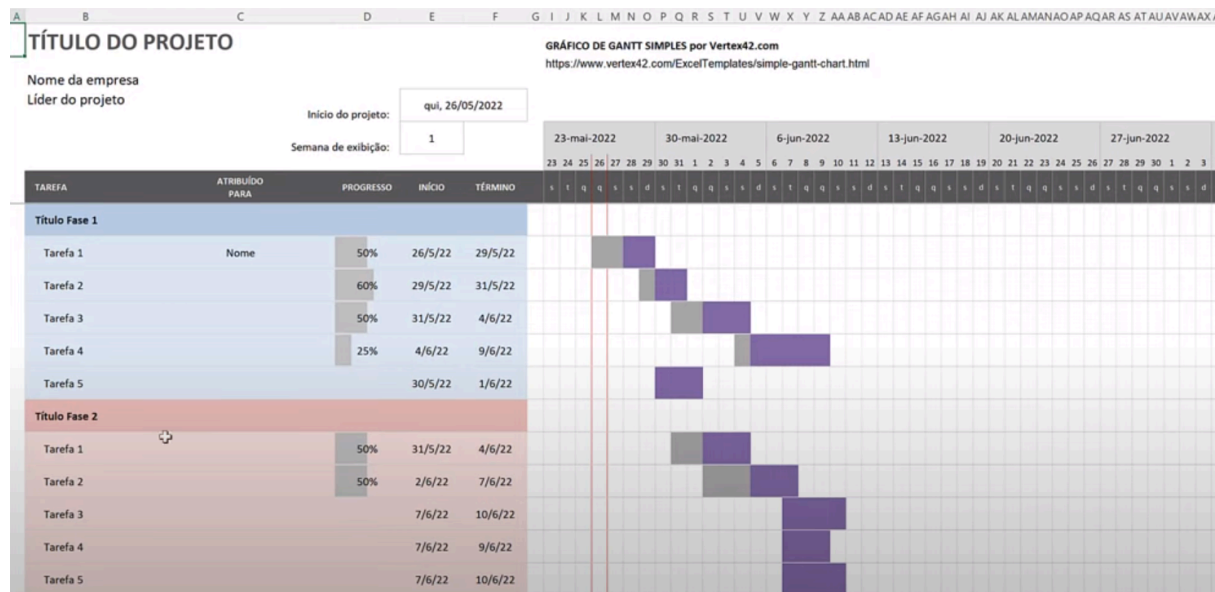 A B C D E F G I J K L M N O P Q R S T U V W X Y Z AA AB AC AD AE AF AG AH AI AJ AK AL AM AN AO AP AQ AR AS AT AU AV AW AX
TÍTULO DO PROJETO
GRÁFICO DE GANTT SIMPLES por Vertex42.com
https://www.vertex42.com/ExcelTemplates/simple-gantt-chart.html
Nome da empresa
Líder do projeto
Início do projeto: qui, 26/05/2022
Semana de exibição: 1
23-mai-2022 30-mai-2022 6-jun-2022 13-jun-2022 20-jun-2022 27-jun-2022
23 24 25 26 27 28 29 30 31 1 2 3 4 5 6 7 8 9 10 11 12 13 14 15 16 17 18 19 20 21 22 23 24 25 26 27 28 29 30 1 2 3
TAREFA ATRIBUÍDO PARA PROGRESSO INÍCIO TÉRMINO s t q q s s d s t q q s s d s t q q s s d s t q q s s d s t q q s s d s t q q s s d
Título Fase 1
Tarefa 1 Nome 50% 26/5/22 29/5/22
Tarefa 2 60% 29/5/22 31/5/22
Tarefa 3 50% 31/5/22 4/6/22
Tarefa 4 25% 4/6/22 9/6/22
Tarefa 5 30/5/22 1/6/22
Título Fase 2
Tarefa 1 50% 31/5/22 4/6/22
Tarefa 2 50% 2/6/22 7/6/22
Tarefa 3 7/6/22 10/6/22
Tarefa 4 7/6/22 9/6/22
Tarefa 5 7/6/22 10/6/22